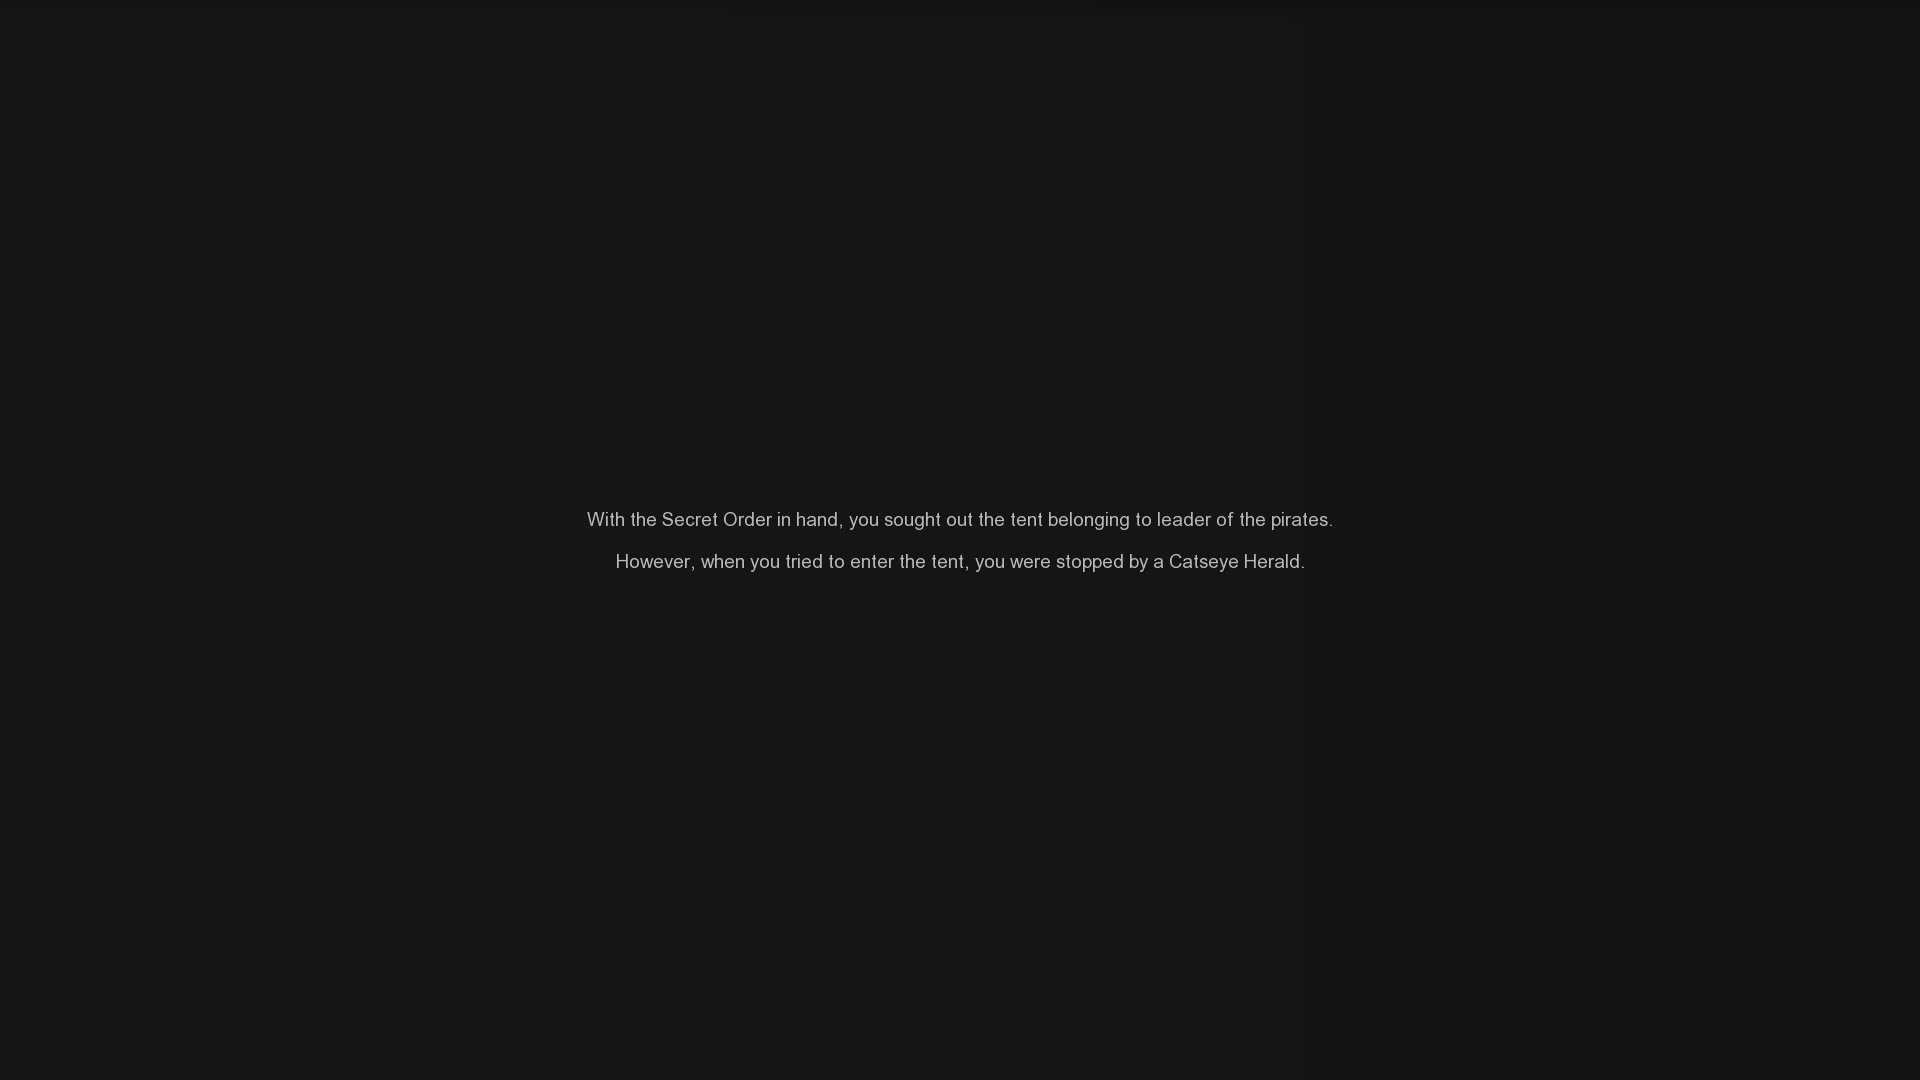 With the Secret Order in hand, you sought out the tent belonging to leader of the pirates.
However, when you tried to enter the tent, you were stopped by a Catseye Herald.